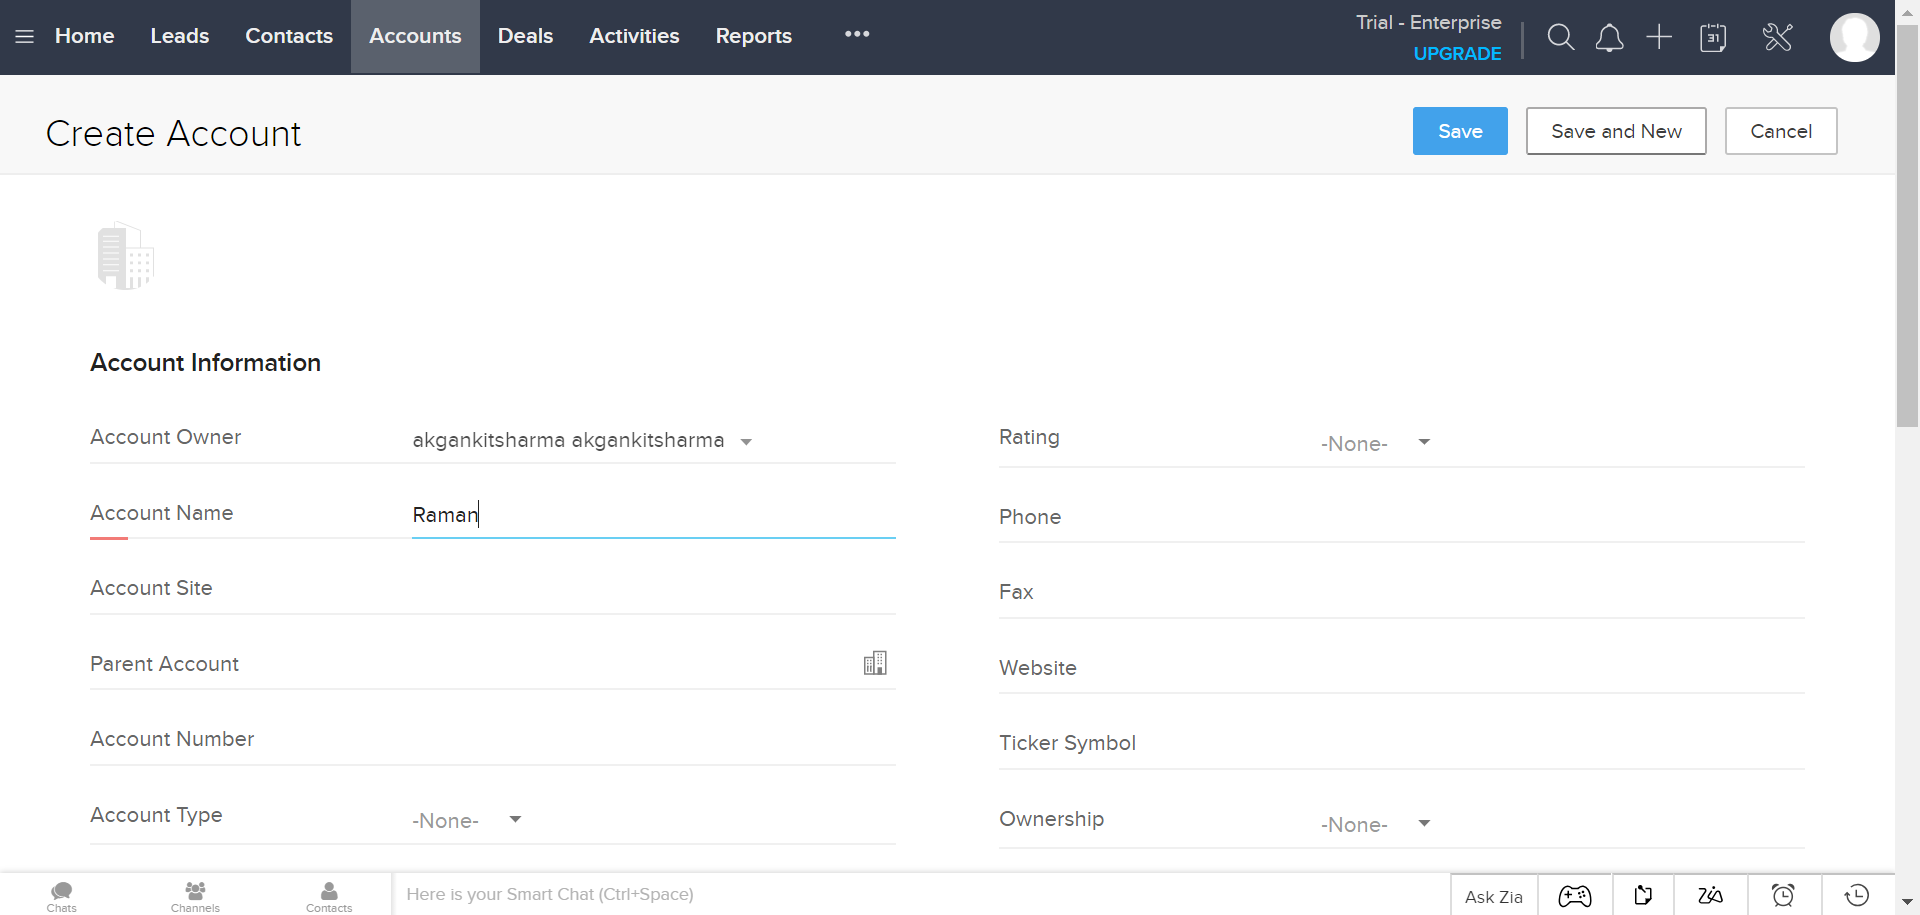 Home Leads Contacts Accounts Deals Activities Reports ••• Trial - Enterprise
UPGRADE
31
Create Account Save Save and New Cancel
Account Information
Account Owner akgankitsharma akgankitsharma
Rating -None-
Account Name Raman
Phone
Account Site
Fax
Parent Account
Website
Account Number
Ticker Symbol
Account Type -None-
Ownership -None-
Chats Channels Contacts Here is your Smart Chat (Ctrl+Space) Ask Zia